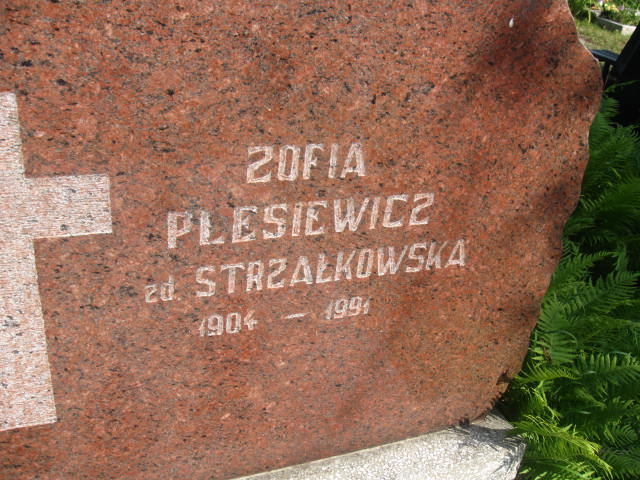 ZOFIA
PLESIEWICZ
zd. STRZAŁKOWSKA
1904 — 1991